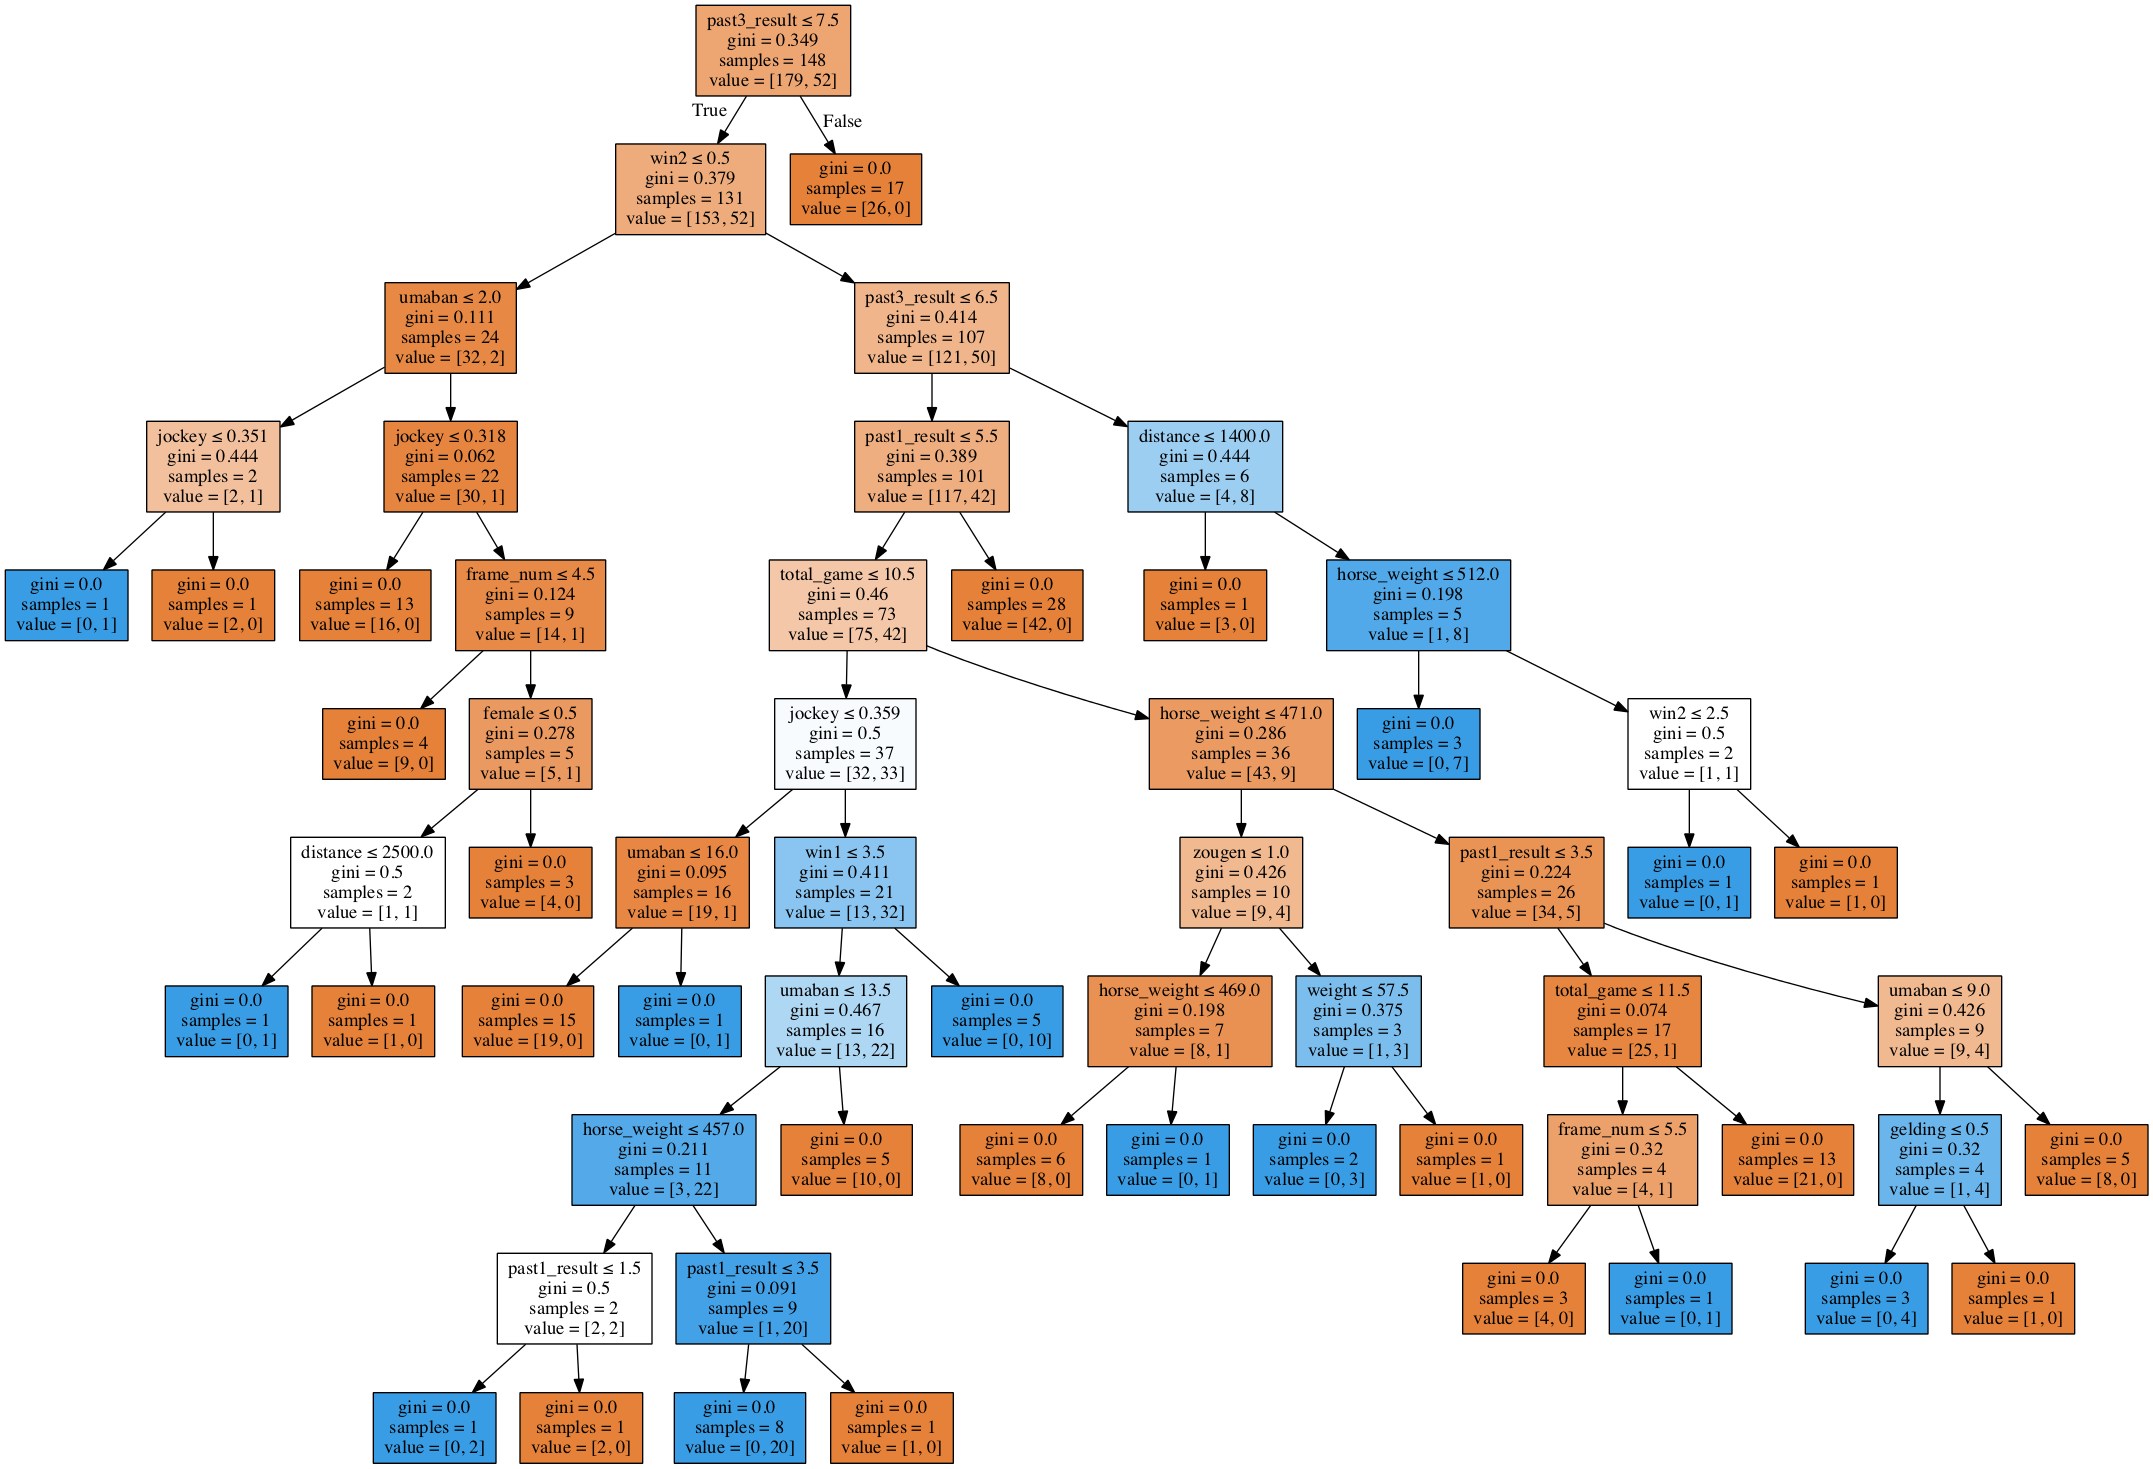 past3_result ≤ 7.5
gini = 0.349
samples = 148
value = [179, 52]
True
False
win2 ≤ 0.5
gini = 0.379
samples = 131
value = [153, 52]
gini = 0.0
samples = 17
value = [26, 0]
umaban ≤ 2.0
gini = 0.111
samples = 24
value = [32, 2]
past3_result ≤ 6.5
gini = 0.414
samples = 107
value = [121, 50]
jockey ≤ 0.351
gini = 0.444
samples = 2
value = [2, 1]
jockey ≤ 0.318
gini = 0.062
samples = 22
value = [30, 1]
past1_result ≤ 5.5
gini = 0.389
samples = 101
value = [117, 42]
distance ≤ 1400.0
gini = 0.444
samples = 6
value = [4, 8]
gini = 0.0
samples = 1
value = [0, 1]
gini = 0.0
samples = 1
value = [2, 0]
gini = 0.0
samples = 13
value = [16, 0]
frame_num ≤ 4.5
gini = 0.124
samples = 9
value = [14, 1]
total_game ≤ 10.5
gini = 0.46
samples = 73
value = [75, 42]
gini = 0.0
samples = 28
value = [42, 0]
gini = 0.0
samples = 1
value = [3, 0]
horse_weight ≤ 512.0
gini = 0.198
samples = 5
value = [1, 8]
gini = 0.0
samples = 4
value = [9, 0]
female ≤ 0.5
gini = 0.278
samples = 5
value = [5, 1]
jockey ≤ 0.359
gini = 0.5
samples = 37
value = [32, 33]
horse_weight ≤ 471.0
gini = 0.286
samples = 36
value = [43, 9]
gini = 0.0
samples = 3
value = [0, 7]
win2 ≤ 2.5
gini = 0.5
samples = 2
value = [1, 1]
distance ≤ 2500.0
gini = 0.5
samples = 2
value = [1, 1]
gini = 0.0
samples = 3
value = [4, 0]
umaban ≤ 16.0
gini = 0.095
samples = 16
value = [19, 1]
win1 ≤ 3.5
gini = 0.411
samples = 21
value = [13, 32]
zougen ≤ 1.0
gini = 0.426
samples = 10
value = [9, 4]
past1_result ≤ 3.5
gini = 0.224
samples = 26
value = [34, 5]
gini = 0.0
samples = 1
value = [0, 1]
gini = 0.0
samples = 1
value = [1, 0]
gini = 0.0
samples = 1
value = [0, 1]
gini = 0.0
samples = 1
value = [1, 0]
gini = 0.0
samples = 15
value = [19, 0]
gini = 0.0
samples = 1
value = [0, 1]
umaban ≤ 13.5
gini = 0.467
samples = 16
value = [13, 22]
gini = 0.0
samples = 5
value = [0, 10]
horse_weight ≤ 469.0
gini = 0.198
samples = 7
value = [8, 1]
weight ≤ 57.5
gini = 0.375
samples = 3
value = [1, 3]
total_game ≤ 11.5
gini = 0.074
samples = 17
value = [25, 1]
umaban ≤ 9.0
gini = 0.426
samples = 9
value = [9, 4]
horse_weight ≤ 457.0
gini = 0.211
samples = 11
value = [3, 22]
gini = 0.0
samples = 5
value = [10, 0]
gini = 0.0
samples = 6
value = [8, 0]
gini = 0.0
samples = 1
value = [0, 1]
gini = 0.0
samples = 2
value = [0, 3]
gini = 0.0
samples = 1
value = [1, 0]
frame_num ≤ 5.5
gini = 0.32
samples = 4
value = [4, 1]
gini = 0.0
samples = 13
value = [21, 0]
gelding ≤ 0.5
gini = 0.32
samples = 4
value = [1, 4]
gini = 0.0
samples = 5
value = [8, 0]
past1_result ≤ 1.5
gini = 0.5
samples = 2
value = [2, 2]
past1_result ≤ 3.5
gini = 0.091
samples = 9
value = [1, 20]
gini = 0.0
samples = 3
value = [4, 0]
gini = 0.0
samples = 1
value = [0, 1]
gini = 0.0
samples = 3
value = [0, 4]
gini = 0.0
samples = 1
value = [1, 0]
gini = 0.0
samples = 1
value = [0, 2]
gini = 0.0
samples = 1
value = [2, 0]
gini = 0.0
samples = 8
value = [0, 20]
gini = 0.0
samples = 1
value = [1, 0]